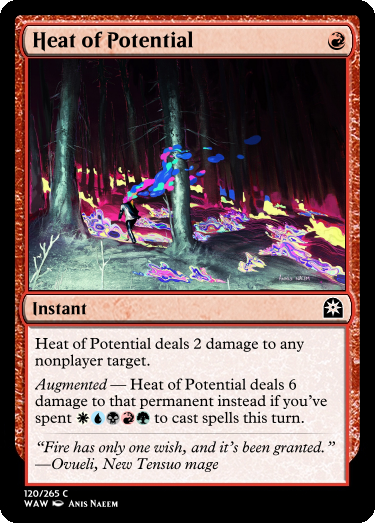 Heat of Potential
Instant
Heat of Potential deals 2 damage to any
nonplayer target.
Augmented — Heat of Potential deals 6
damage to that permanent instead if you've
spent to cast spells this turn.
"Fire has only one wish, and it's been granted."
—Ovueli, New Tensuo mage
120/265 C
WAW Anis Naeem